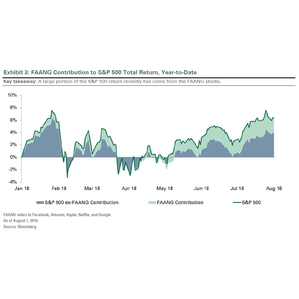 Exhibit 3: FAANG Contribution to S&P 500 Total Return, Year-to-Date
Key takeaway: A large portion of the S&P 500 return recently has come from the FAANG stocks.
10%
8%
6%
4%
2%
0%
-2%
-4%
Jan 18 Feb 18 Mar 18 Apr 18 May 18 Jun 18 Jul 18 Aug 18
S&P 500 ex-FAANG Contribution FAANG Contribution S&P 500
FAANG refers to Facebook, Amazon, Apple, Netflix, and Google.
As of August 1, 2018.
Source: Bloomberg